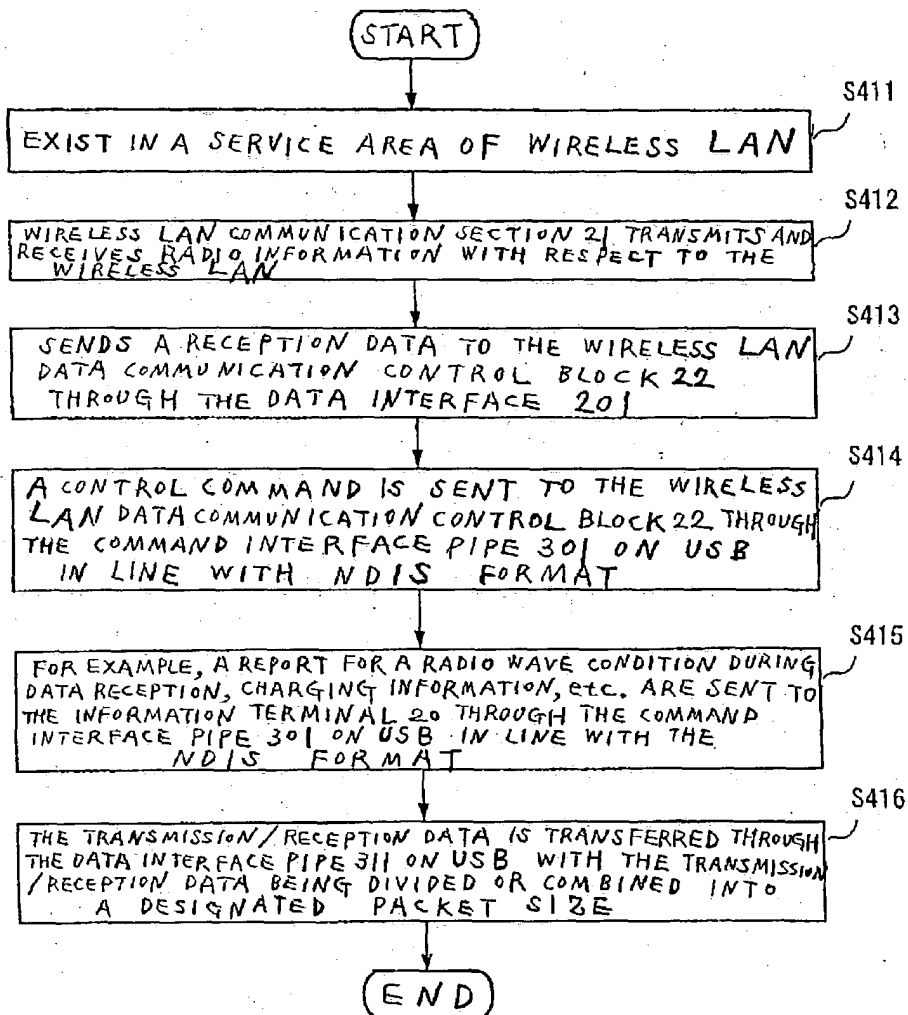 START
S411
EXIST IN A SERVICE AREA OF WIRELESS LAN
S412
WIRELESS LAN COMMUNICATION SECTION 21 TRANSMITS AND
RECEIVES RADIO INFORMATION WITH RESPECT TO THE
WIRELESS LAN
S413
SENDS A RECEPTION DATA TO THE WIRELESS LAN
DATA COMMUNICATION CONTROL BLOCK 22
THROUGH THE DATA INTERFACE 201
S414
A CONTROL COMMAND IS SENT TO THE WIRELESS
LAN DATA COMMUNICATION CONTROL BLOCK 22 THROUGH
THE COMMAND INTERFACE PIPE 301 ON USB
IN LINE WITH NDIS FORMAT
S415
FOR EXAMPLE, A REPORT FOR A RADIO WAVE CONDITION DURING
DATA RECEPTION, CHARGING INFORMATION, etc. ARE SENT TO
THE INFORMATION TERMINAL 20 THROUGH THE COMMAND
INTERFACE PIPE 301 ON USB IN LINE WITH THE
NDIS FORMAT
S416
THE TRANSMISSION/RECEPTION DATA IS TRANSFERRED THROUGH
THE DATA INTERFACE PIPE 311 ON USB WITH THE TRANSMISSION
/RECEPTION DATA BEING DIVIDED OR COMBINED INTO
A DESIGNATED PACKET SIZE
END